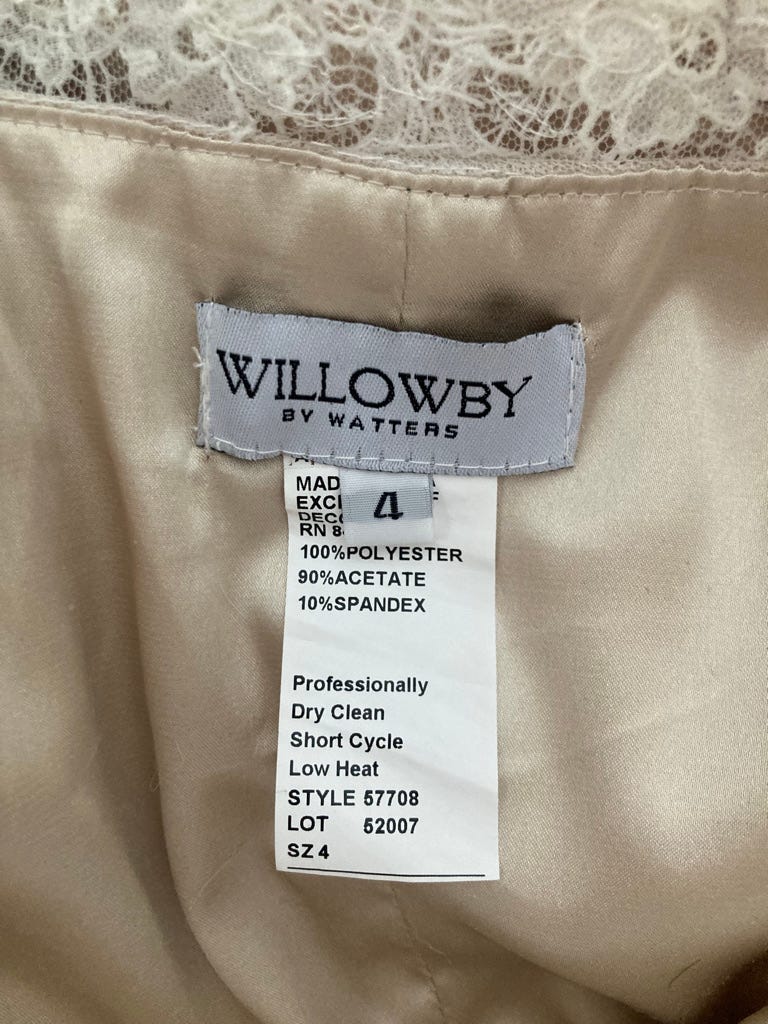 WILLOWBY
BY WATTERS
4
100%POLYESTER
90%ACETATE
10%SPANDEX
Professionally
Dry Clean
Short Cycle
Low Heat
STYLE 57708
LOT 52007
SZ 4